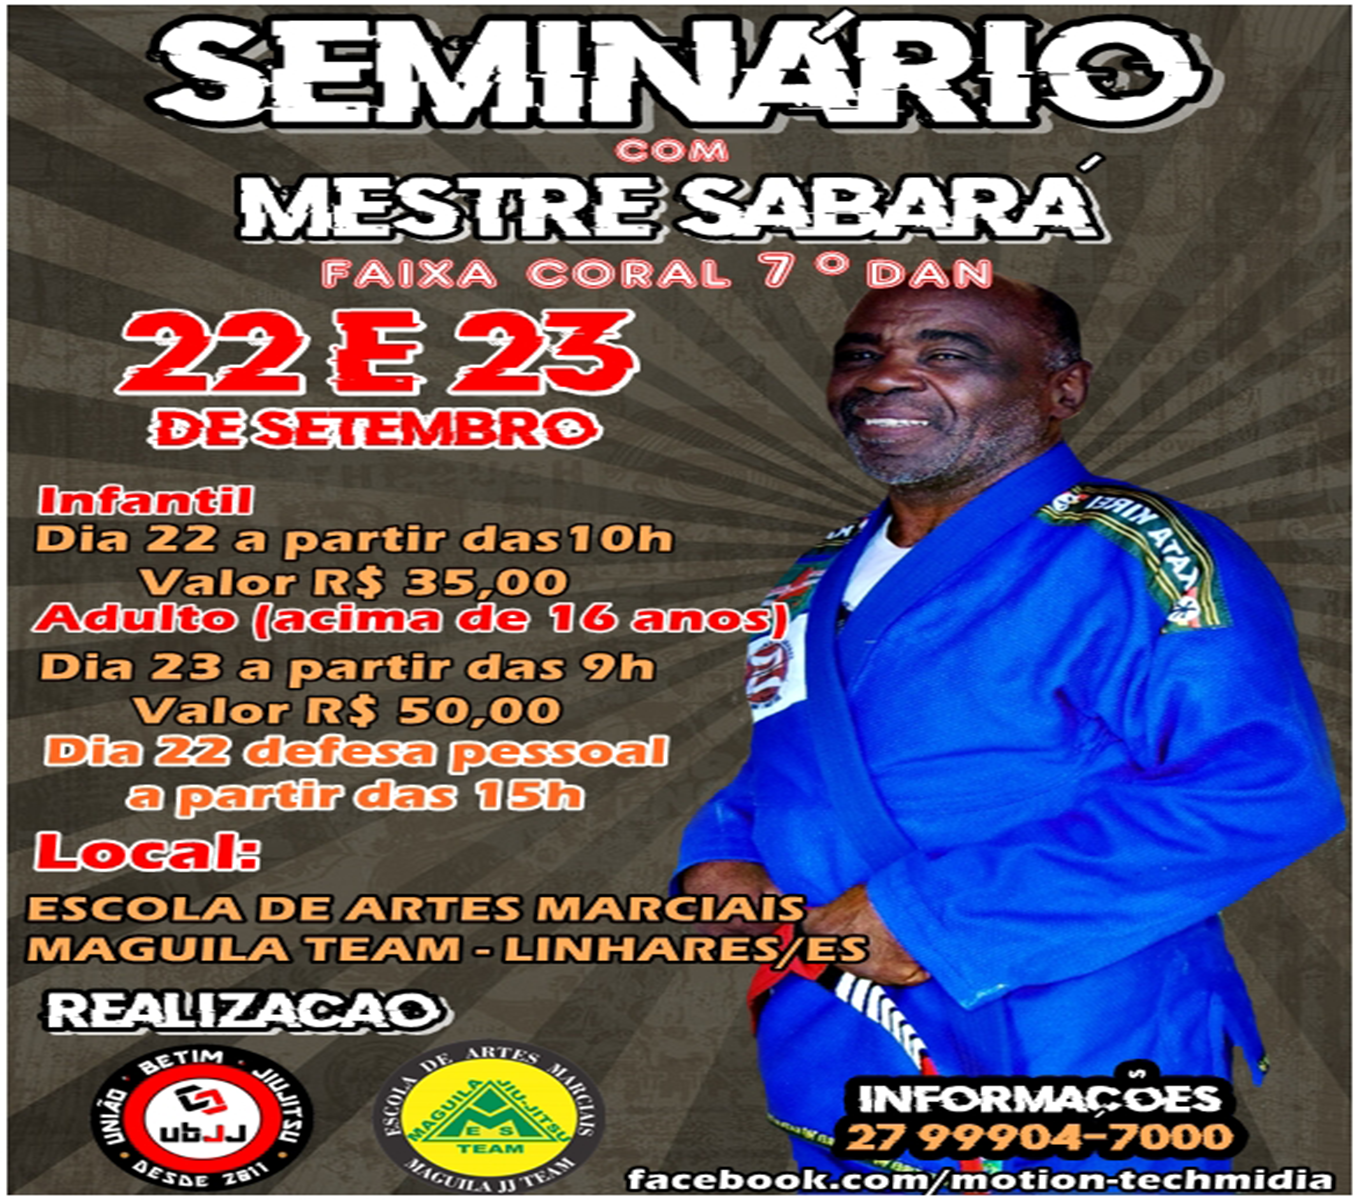 SEMINÁRIO
COM
MESTRE SABARÁ
FAIXA CORAL 7º DAN
22 E 23
DE SETEMBRO
Infantil
Dia 22 a partir das10h
Valor R$ 35,00
Adulto (acima de 16 anos)
Dia 23 a partir das 9h
Valor R$ 50,00
Dia 22 defesa pessoal
a partir das 15h
Local:
ESCOLA DE ARTES MARCIAIS
MAGUILA TEAM - LINHARES/ES
REALIZACAO
UNIÃO · BETIM · JIUJITSU
UBJJ
DESDE 2011
ESCOLA DE ARTES MARCIAIS
MAGUILA JIU-JITSU
M
E S
TEAM
MAGUILA JJ TEAM
KATA KIREI
INFORMAÇÕES
27 99904-7000
facebook.com/motion-techmidia